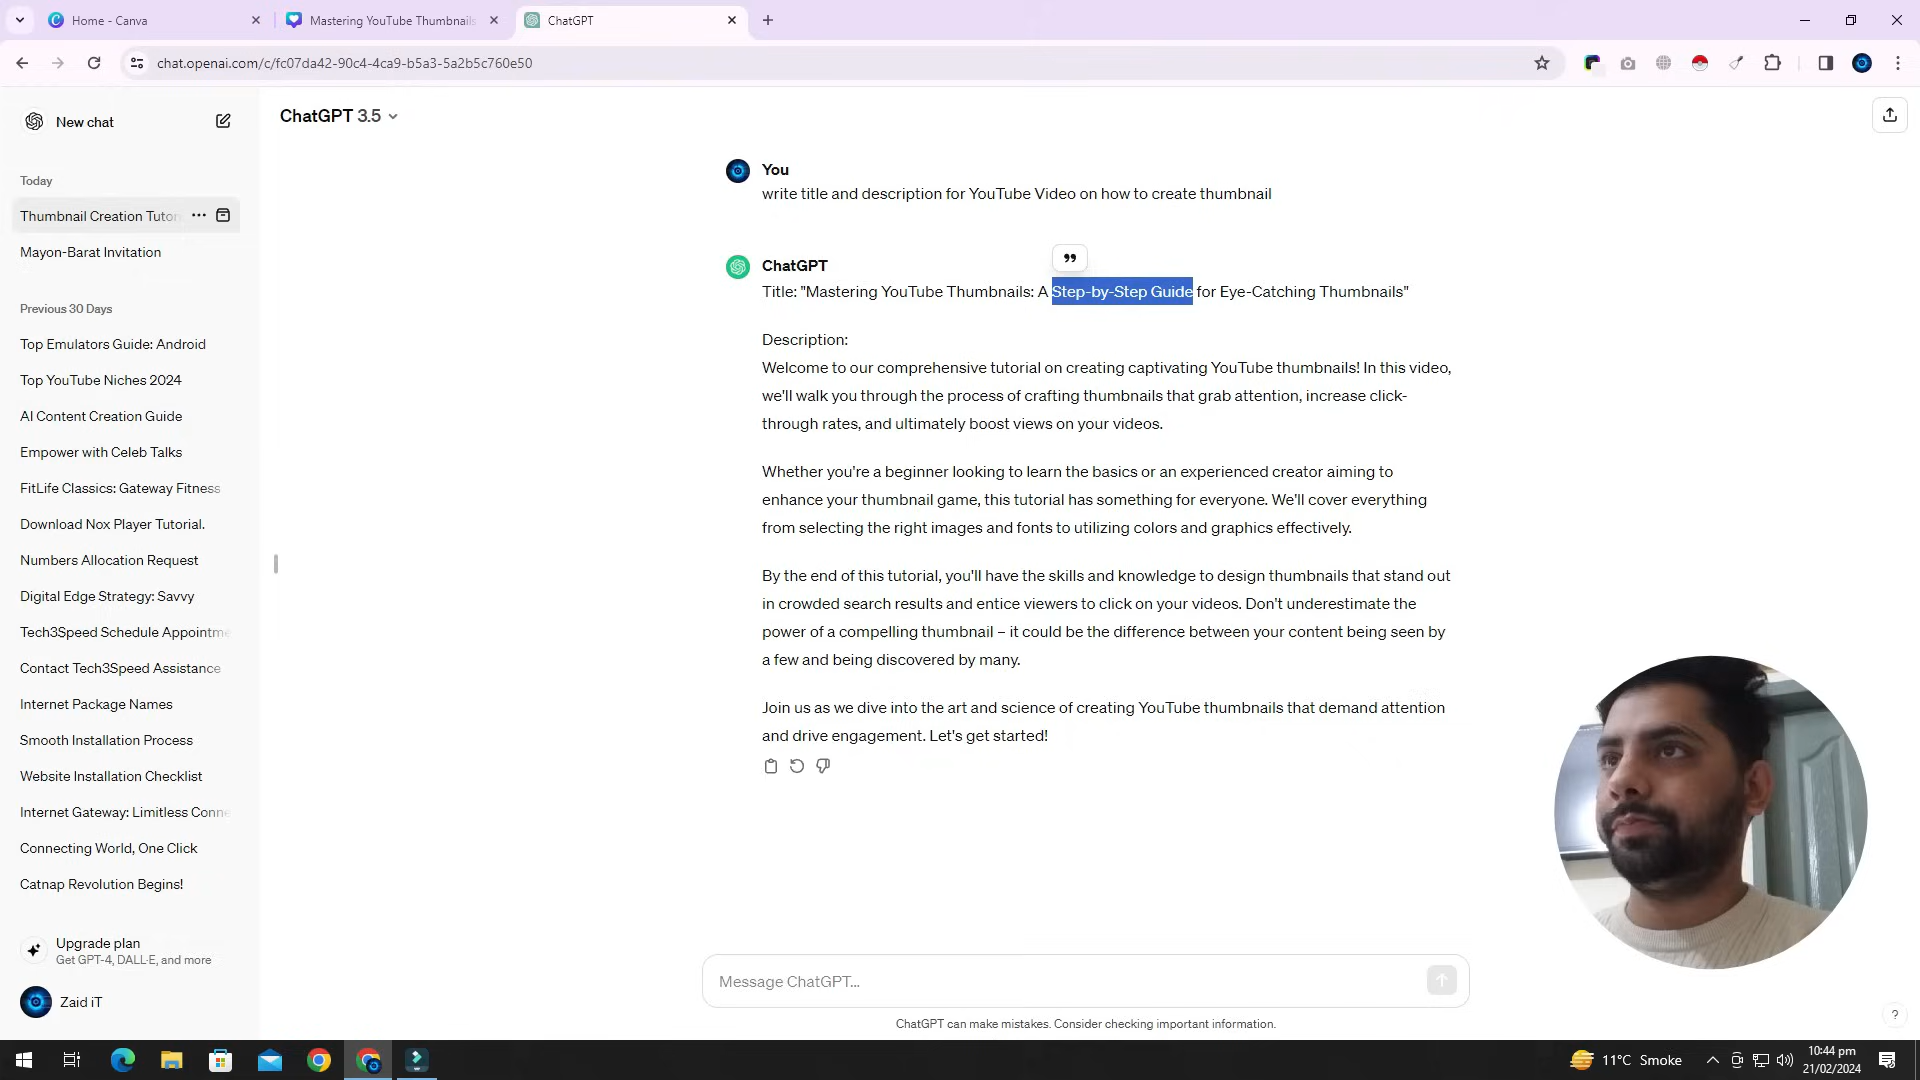 Home - Canva
Mastering YouTube Thumbnails
ChatGPT
chat.openai.com/c/fc07da42-90c4-4ca9-b5a3-5a2b5c760e50
New chat
ChatGPT 3.5
Today
Thumbnail Creation Tutor
Mayon-Barat Invitation
Previous 30 Days
Top Emulators Guide: Android
Top YouTube Niches 2024
AI Content Creation Guide
Empower with Celeb Talks
FitLife Classics: Gateway Fitness
Download Nox Player Tutorial.
Numbers Allocation Request
Digital Edge Strategy: Savvy
Tech3Speed Schedule Appointme
Contact Tech3Speed Assistance
Internet Package Names
Smooth Installation Process
Website Installation Checklist
Internet Gateway: Limitless Conne
Connecting World, One Click
Catnap Revolution Begins!
Upgrade plan
Get GPT-4, DALL·E, and more
Zaid iT
You
write title and description for YouTube Video on how to create thumbnail
ChatGPT
Title: "Mastering YouTube Thumbnails: A Step-by-Step Guide for Eye-Catching Thumbnails"
Description:
Welcome to our comprehensive tutorial on creating captivating YouTube thumbnails! In this video,
we'll walk you through the process of crafting thumbnails that grab attention, increase click-
through rates, and ultimately boost views on your videos.
Whether you're a beginner looking to learn the basics or an experienced creator aiming to
enhance your thumbnail game, this tutorial has something for everyone. We'll cover everything
from selecting the right images and fonts to utilizing colors and graphics effectively.
By the end of this tutorial, you'll have the skills and knowledge to design thumbnails that stand out
in crowded search results and entice viewers to click on your videos. Don't underestimate the
power of a compelling thumbnail – it could be the difference between your content being seen by
a few and being discovered by many.
Join us as we dive into the art and science of creating YouTube thumbnails that demand attention
and drive engagement. Let's get started!
Message ChatGPT...
ChatGPT can make mistakes. Consider checking important information.
?
11°C Smoke
10:44 pm
21/02/2024